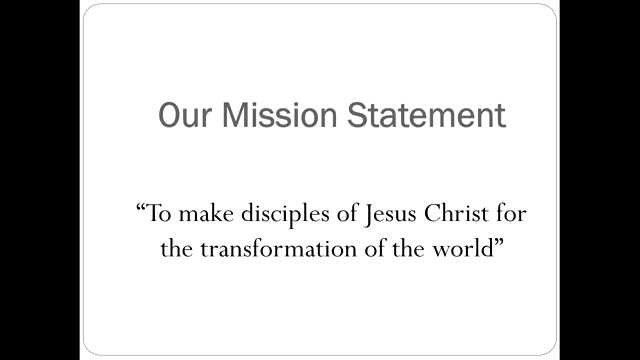 Our Mission Statement
“To make disciples of Jesus Christ for
the transformation of the world”